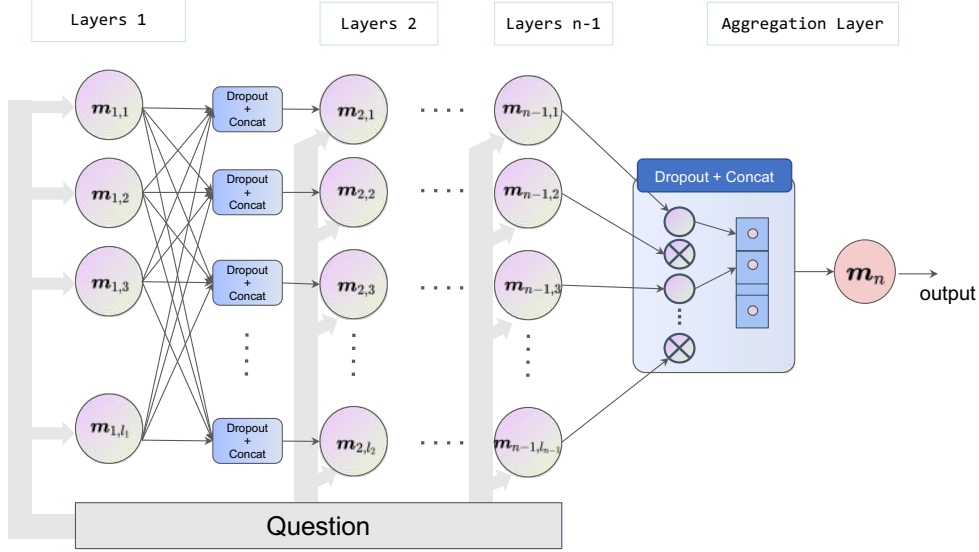 Layers 1
Layers 2
Layers n-1
Aggregation Layer
m1,1
Dropout
+
Concat
m2,1
mn−1,1
m1,2
Dropout
+
Concat
m2,2
mn−1,2
Dropout + Concat
m1,3
Dropout
+
Concat
m2,3
mn−1,3
mn
output
m1,l1
Dropout
+
Concat
m2,l2
mn−1,ln−1
Question